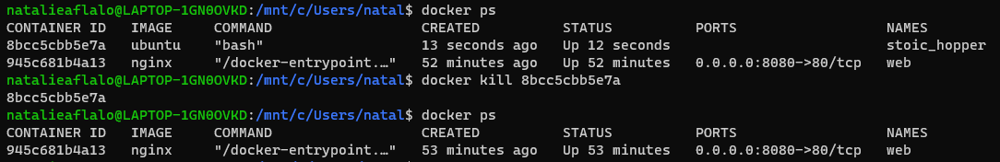 natalieaflalo@LAPTOP-1GN0OVKD:/mnt/c/Users/natal$ docker ps
CONTAINER ID   IMAGE     COMMAND                  CREATED          STATUS          PORTS                  NAMES
8bcc5cbb5e7a   ubuntu    "bash"                   13 seconds ago   Up 12 seconds                          stoic_hopper
945c681b4a13   nginx     "/docker-entrypoint.…"   52 minutes ago   Up 52 minutes   0.0.0.0:8080->80/tcp   web
natalieaflalo@LAPTOP-1GN0OVKD:/mnt/c/Users/natal$ docker kill 8bcc5cbb5e7a
8bcc5cbb5e7a
natalieaflalo@LAPTOP-1GN0OVKD:/mnt/c/Users/natal$ docker ps
CONTAINER ID   IMAGE     COMMAND                  CREATED          STATUS          PORTS                  NAMES
945c681b4a13   nginx     "/docker-entrypoint.…"   53 minutes ago   Up 53 minutes   0.0.0.0:8080->80/tcp   web